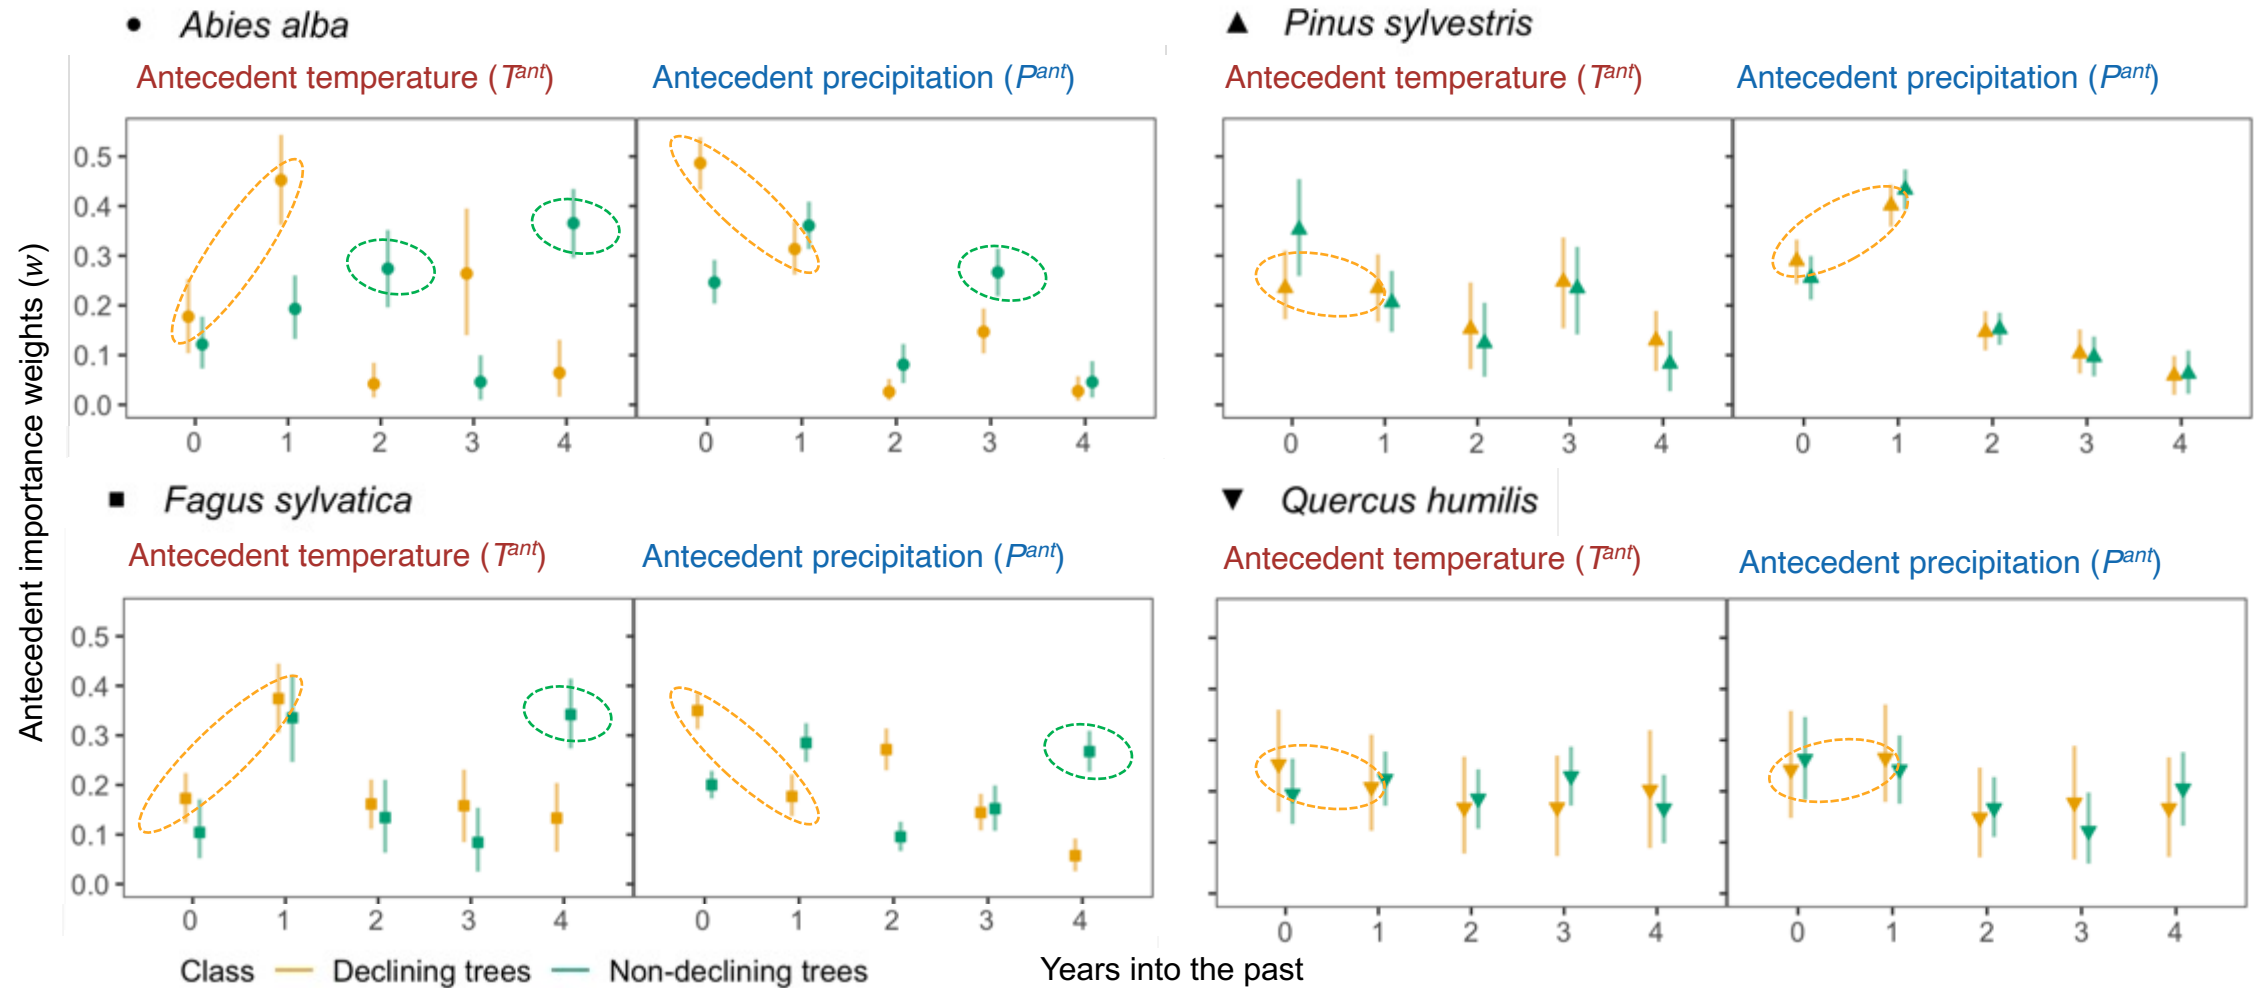 Abies alba
Antecedent temperature (Tant)
Antecedent precipitation (Pant)
0.5
0.4
0.3
0.2
0.1
0.0
0 1 2 3 4
0 1 2 3 4
Pinus sylvestris
Antecedent temperature (Tant)
Antecedent precipitation (Pant)
0 1 2 3 4
0 1 2 3 4
Antecedent importance weights (w)
Fagus sylvatica
Antecedent temperature (Tant)
Antecedent precipitation (Pant)
0.5
0.4
0.3
0.2
0.1
0.0
0 1 2 3 4
0 1 2 3 4
Quercus humilis
Antecedent temperature (Tant)
Antecedent precipitation (Pant)
0 1 2 3 4
0 1 2 3 4
Class Declining trees Non-declining trees
Years into the past